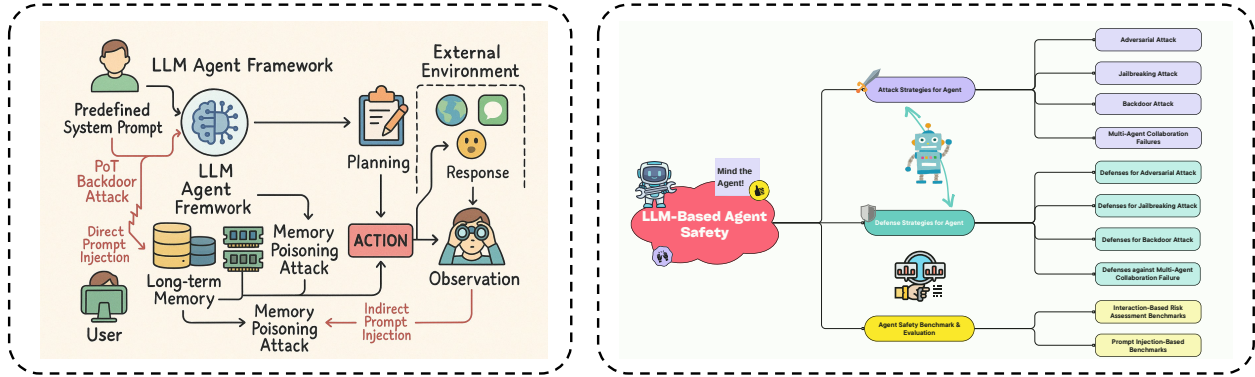 LLM Agent Framework
External
Environment
Predefined
System Prompt
PoT
Backdoor
Attack
LLM
Agent
Fremwork
Planning
Response
Direct
Prompt
Injection
Memory
Poisoning
Attack
ACTION
Long-term
Memory
Observation
User
Memory
Poisoning
Attack
Indirect
Prompt
Injection
Mind the
Agent!
LLM-Based Agent
Safety
Attack Strategies for Agent
Adversarial Attack
Jailbreaking Attack
Backdoor Attack
Multi-Agent Collaboration
Failures
Defense Strategies for Agent
Defenses for Adversarial Attack
Defenses for Jailbreaking Attack
Defenses for Backdoor Attack
Defenses against Multi-Agent
Collaboration Failure
Agent Safety Benchmark &
Evaluation
Interaction-Based Risk
Assessment Benchmarks
Prompt Injection-Based
Benchmarks